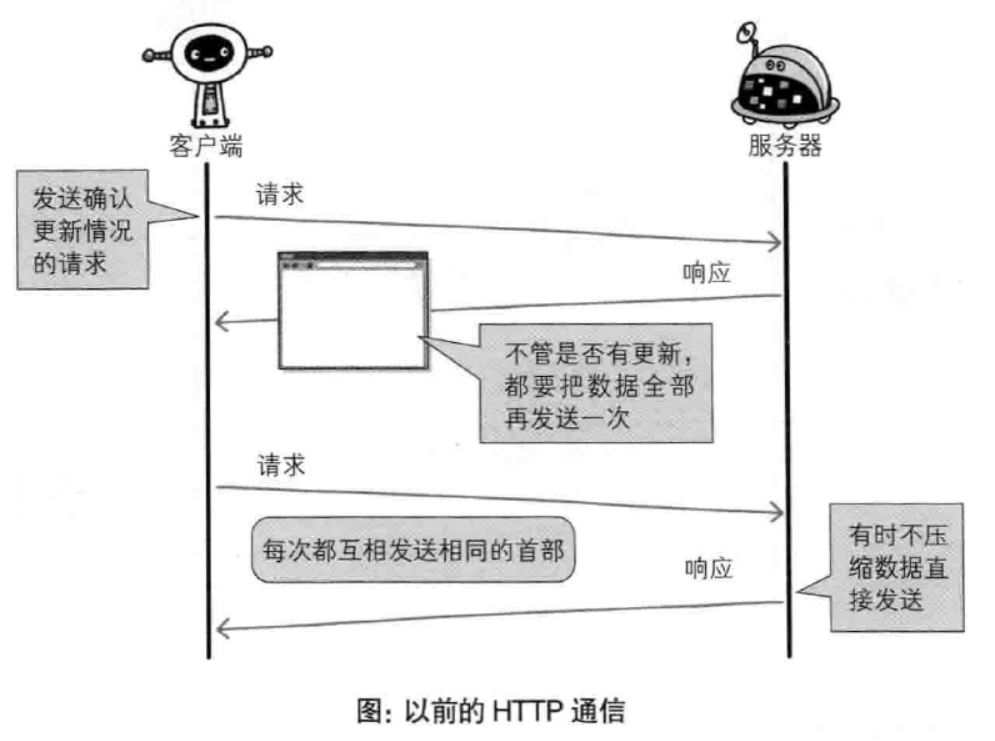 客户端
服务器
发送确认
更新情况
的请求
请求
响应
不管是否有更新，
都要把数据全部
再发送一次
请求
每次都互相发送相同的首部
响应
有时不压
缩数据直
接发送
图：以前的 HTTP 通信